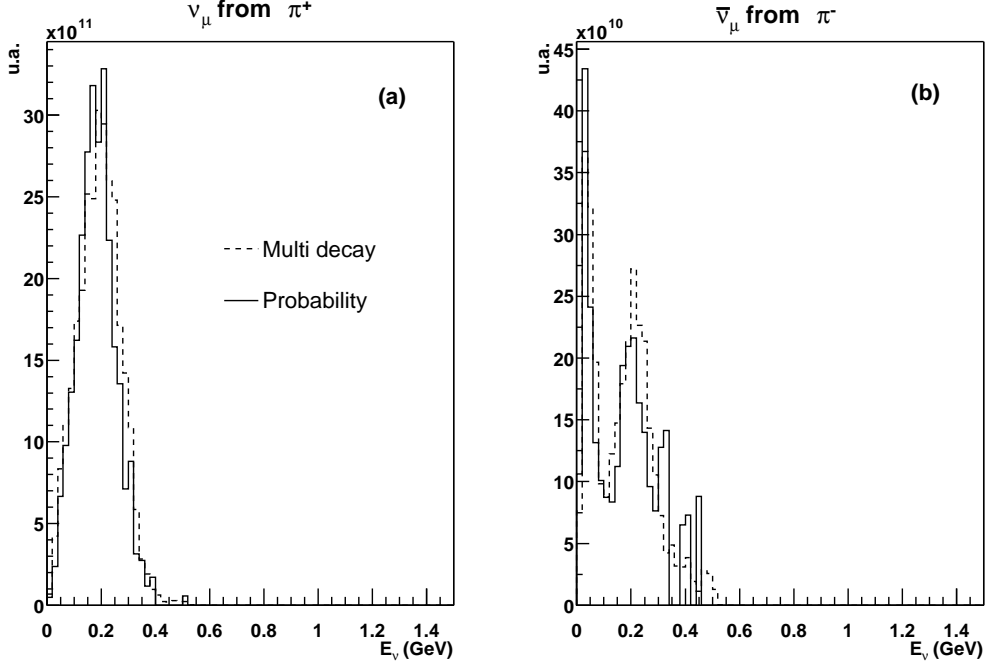 ν_μ from π⁺
x10¹¹
u.a.
(a)
30
25
20
15
10
5
0
Multi decay
Probability
0 0.2 0.4 0.6 0.8 1 1.2 1.4
E_ν (GeV)
ν̅_μ from π⁻
x10¹⁰
u.a.
(b)
45
40
35
30
25
20
15
10
5
0
0 0.2 0.4 0.6 0.8 1 1.2 1.4
E_ν (GeV)